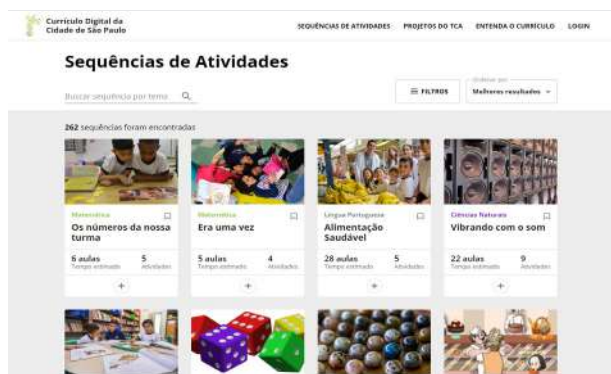 Currículo Digital da
Cidade de São Paulo
SEQUÊNCIAS DE ATIVIDADES PROJETOS DO TCA ENTENDA O CURRÍCULO LOGIN
Sequências de Atividades
Buscar sequência por tema
FILTROS
Ordenar por
Melhores resultados
262 sequências foram encontradas
Matemática
Os números da nossa
turma
6 aulas 5
Tempo estimado Atividades
+
Matemática
Era uma vez
5 aulas 4
Tempo estimado Atividades
+
Língua Portuguesa
Alimentação
Saudável
28 aulas 5
Tempo estimado Atividades
+
Ciências Naturais
Vibrando com o som
22 aulas 9
Tempo estimado Atividades
+